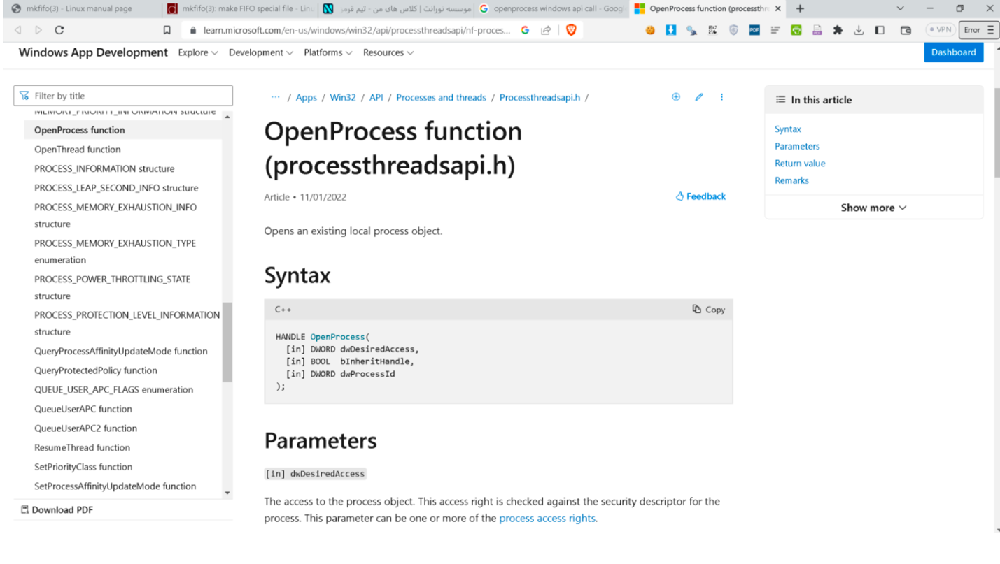 mkfifo(3) - Linux manual page
mkfifo(3): make FIFO special file - Linu
موسسه نورانت | کلاس های من - تیم قرمز
openprocess windows api call - Googl
OpenProcess function (processthre
learn.microsoft.com/en-us/windows/win32/api/processthreadsapi/nf-proces...
VPN
Error
Windows App Development
Explore
Development
Platforms
Resources
Dashboard
Filter by title
MEMORY_PRIORITY_INFORMATION structure
OpenProcess function
OpenThread function
PROCESS_INFORMATION structure
PROCESS_LEAP_SECOND_INFO structure
PROCESS_MEMORY_EXHAUSTION_INFO
structure
PROCESS_MEMORY_EXHAUSTION_TYPE
enumeration
PROCESS_POWER_THROTTLING_STATE
structure
PROCESS_PROTECTION_LEVEL_INFORMATION
structure
QueryProcessAffinityUpdateMode function
QueryProtectedPolicy function
QUEUE_USER_APC_FLAGS enumeration
QueueUserAPC function
QueueUserAPC2 function
ResumeThread function
SetPriorityClass function
SetProcessAffinityUpdateMode function
Download PDF
··· / Apps / Win32 / API / Processes and threads / Processthreadsapi.h /
OpenProcess function
(processthreadsapi.h)
Article • 11/01/2022
Feedback
Opens an existing local process object.
Syntax
C++
Copy
HANDLE OpenProcess(
[in] DWORD dwDesiredAccess,
[in] BOOL  bInheritHandle,
[in] DWORD dwProcessId
);
Parameters
[in] dwDesiredAccess
The access to the process object. This access right is checked against the security descriptor for the
process. This parameter can be one or more of the process access rights.
In this article
Syntax
Parameters
Return value
Remarks
Show more